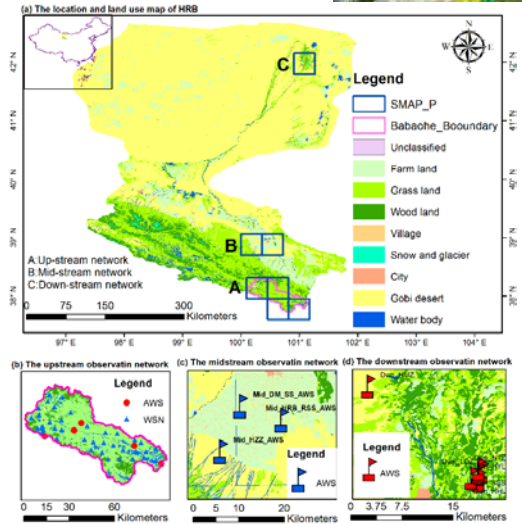 (a) The location and land use map of HRB
N
W
E
S
C
Legend
SMAP_P
Babaohe_Booundary
Unclassified
Farm land
Grass land
Wood land
Village
Snow and glacier
City
Gobi desert
Water body
42° N
41° N
40° N
39° N
38° N
B
A
A:Up-stream network
B:Mid-stream network
C:Down-stream network
0 75 150 300
Kilometers
97°E 98°E 99°E 100°E 101°E 102°E
(b) The upstream observatin network
Legend
AWS
WSN
0 15 30 60
Kilometers
(c) The midstream observatin network
Mid_DM_SS_AWS
Mid_HRB_RSS_AWS
Mid_HZZ_AWS
Legend
AWS
0 5 10 20
Kilometers
(d) The downstream observatin network
Legend
AWS
0 3.75 7.5 15
Kilometers